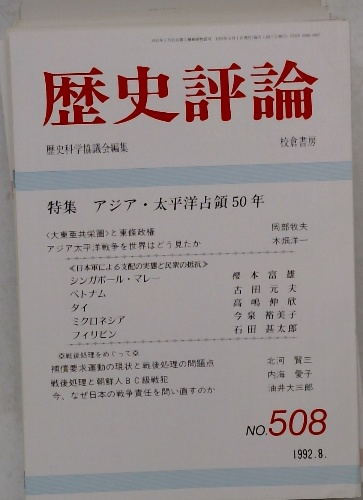 歴史評論
歴史科学協議会編集
校倉書房
特集 アジア・太平洋占領50年
〈大東亜共栄圏〉と東條政権 岡部牧夫
アジア太平洋戦争を世界はどう見たか 木坂洋一
≪日本軍による支配の実態と民衆の抵抗≫
シンガポール・マレー 櫻本富雄
ベトナム 古田元夫
タイ 高嶋伸欣
ミクロネシア 今泉裕美子
フィリピン 石田甚太郎
◎戦後処理をめぐって◎
補償要求運動の現状と戦後処理の問題点 北河賢三
戦後処理と朝鮮人BC級戦犯 内海愛子
今、なぜ日本の戦争責任を問い直すのか 油井大三郎
NO.508
1992.8.